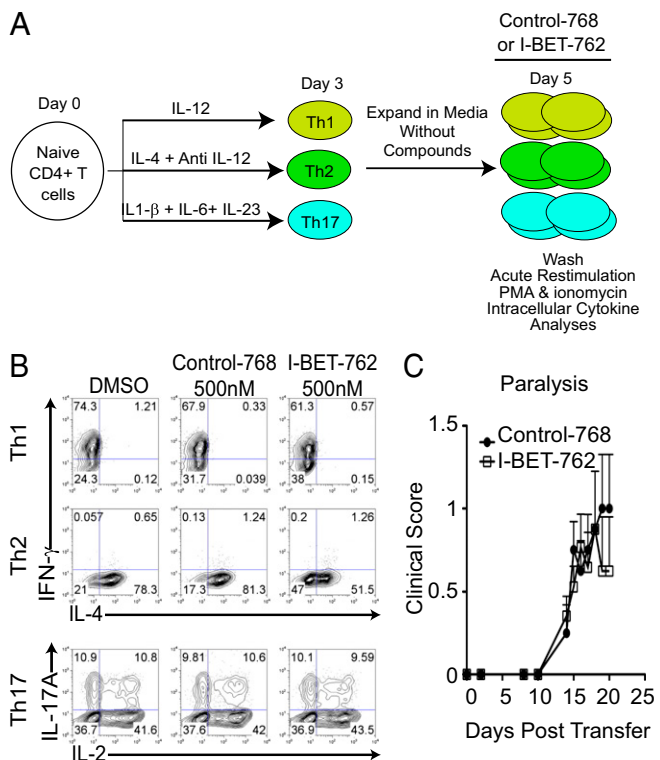 A
Control-768
or I-BET-762
Day 0
Day 3
Day 5
Naive
CD4+ T
cells
IL-12
IL-4 + Anti IL-12
IL1-β + IL-6+ IL-23
Th1
Th2
Th17
Expand in Media
Without
Compounds
Wash
Acute Restimulation
PMA & ionomycin
Intracellular Cytokine
Analyses
B
DMSO
Control-768
500nM
I-BET-762
500nM
Th1
74.3 1.21
24.3 0.12
67.9 0.33
31.7 0.039
61.3 0.57
38 0.15
Th2
0.057 0.65
21 78.3
0.13 1.24
17.3 81.3
0.2 1.26
47 51.5
IFN-γ
IL-4
Th17
10.9 10.8
36.7 41.6
9.81 10.6
37.6 42
10.1 9.59
36.9 43.5
IL-17A
IL-2
C
Paralysis
Control-768
I-BET-762
Clinical Score
1.5
1
0.5
0
0 5 10 15 20 25
Days Post Transfer